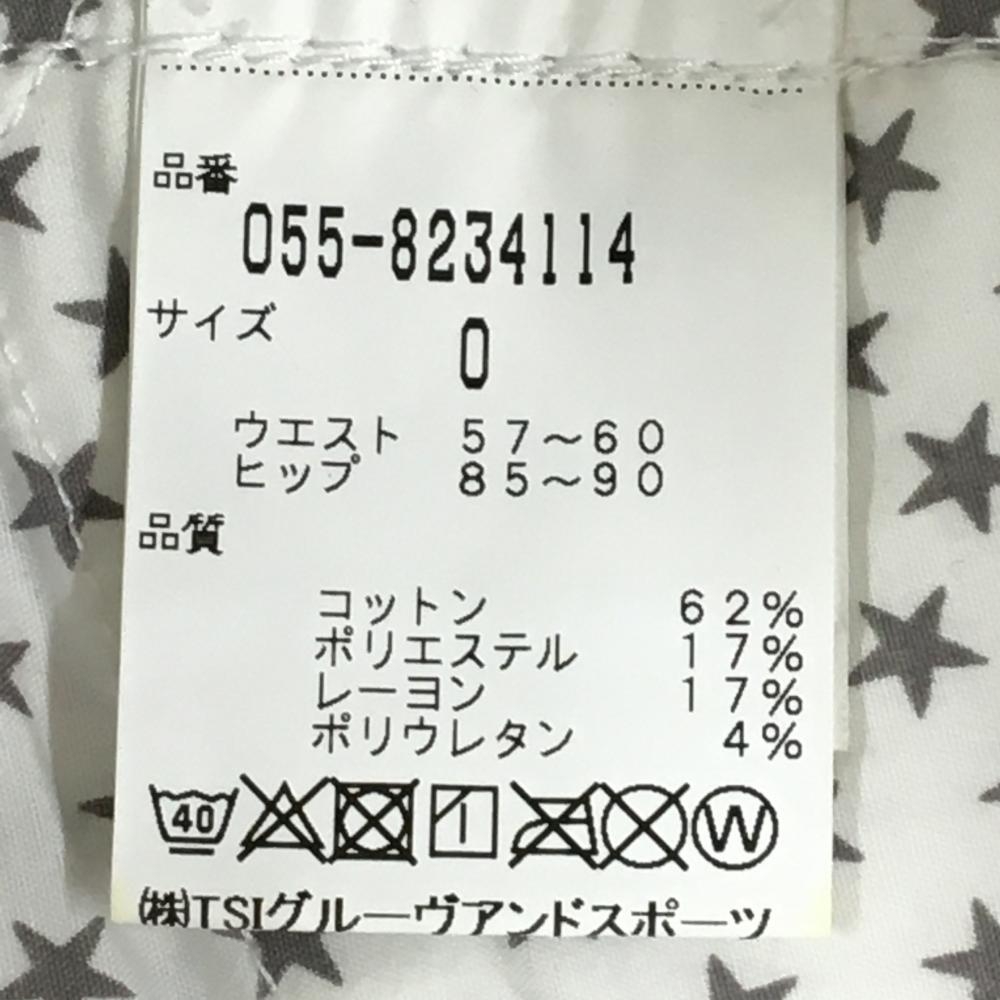 品番
055-8234114
サイズ
0
ウエスト 57～60
ヒップ 85～90
品質
コットン 62%
ポリエステル 17%
レーヨン 17%
ポリウレタン 4%
40 W
㈱TSIグルーヴアンドスポーツ